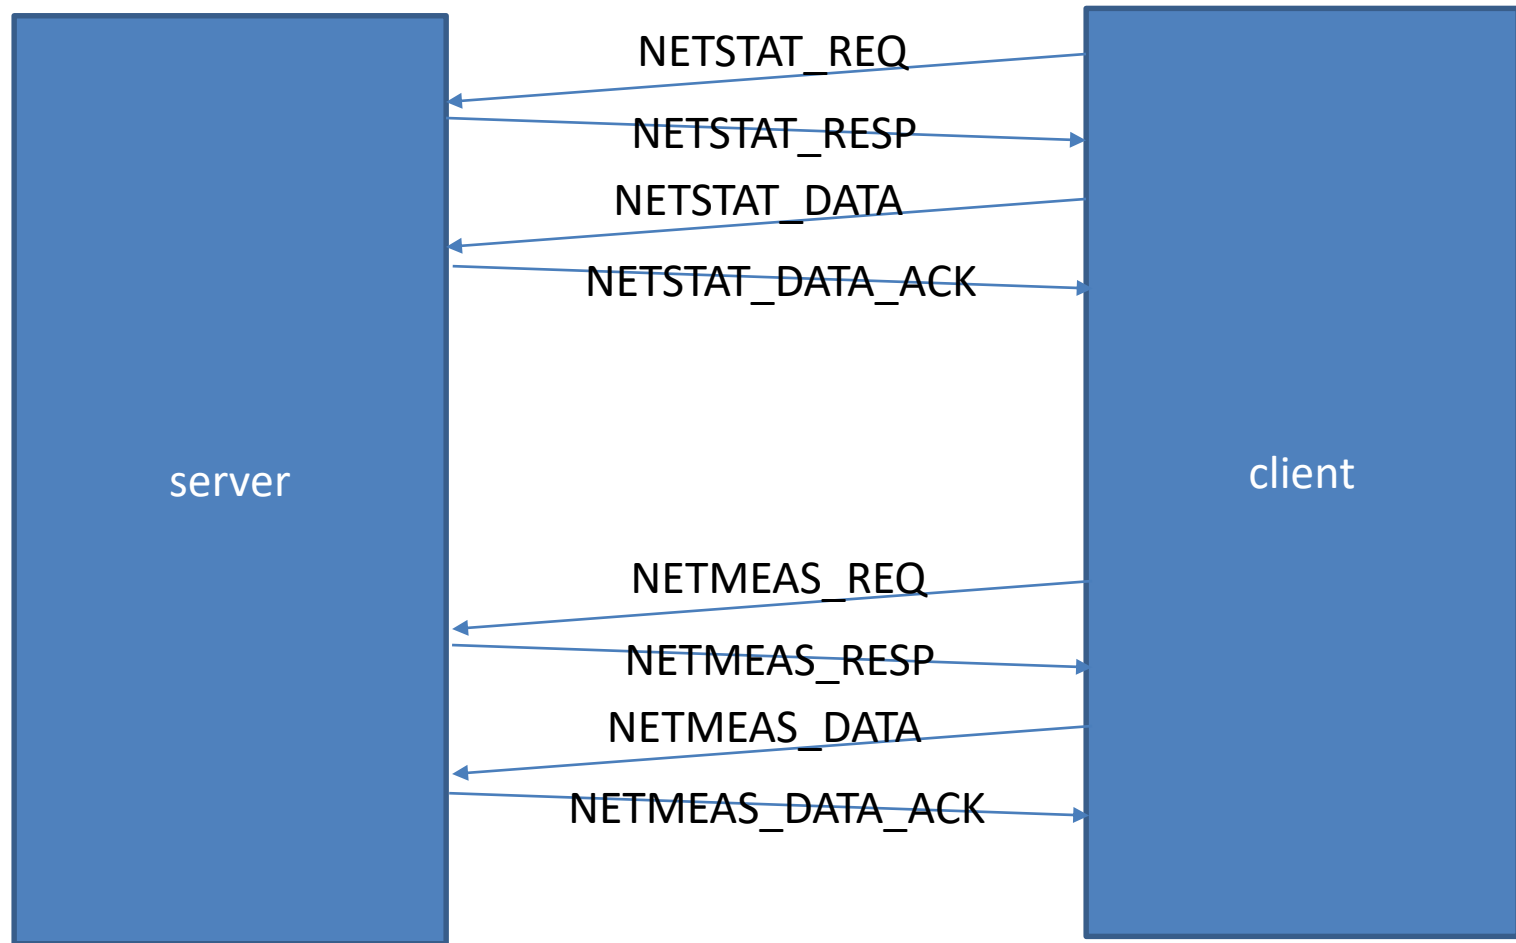 NETSTAT_REQ
NETSTAT_RESP
NETSTAT_DATA
NETSTAT_DATA_ACK
server
client
NETMEAS_REQ
NETMEAS_RESP
NETMEAS_DATA
NETMEAS_DATA_ACK